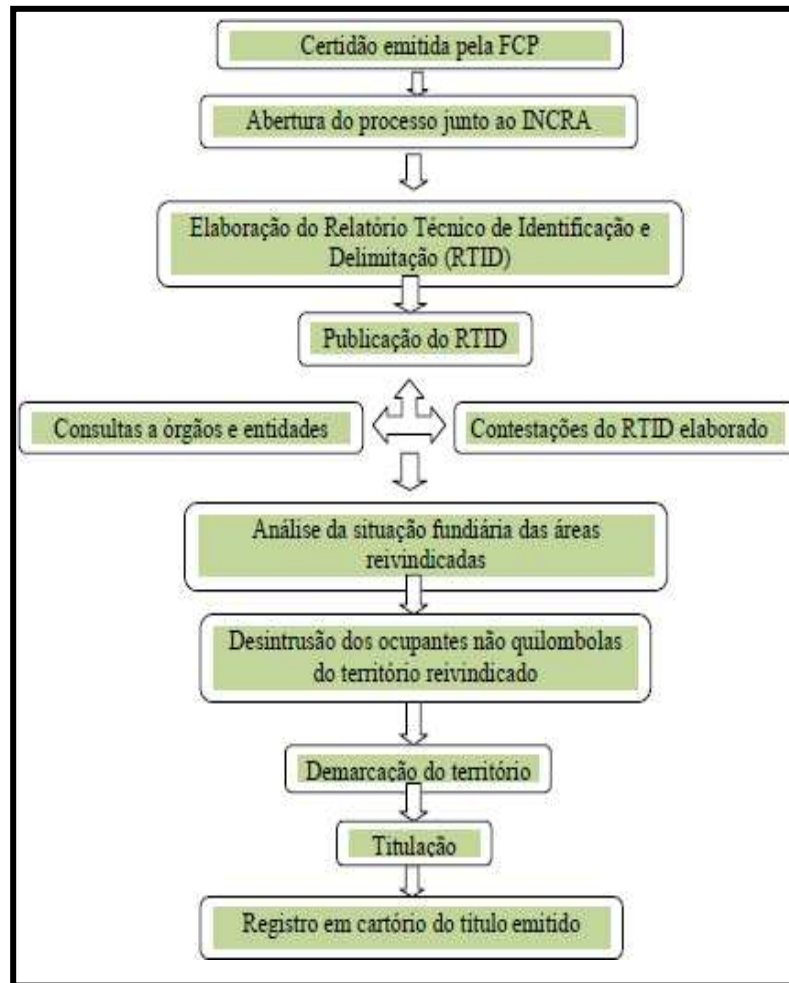 Certidão emitida pela FCP
Abertura do processo junto ao INCRA
Elaboração do Relatório Técnico de Identificação e
Delimitação (RTID)
Publicação do RTID
Consultas a órgãos e entidades
Contestações do RTID elaborado
Análise da situação fundiária das áreas
reivindicadas
Desintrusão dos ocupantes não quilombolas
do território reivindicado
Demarcação do território
Titulação
Registro em cartório do título emitido